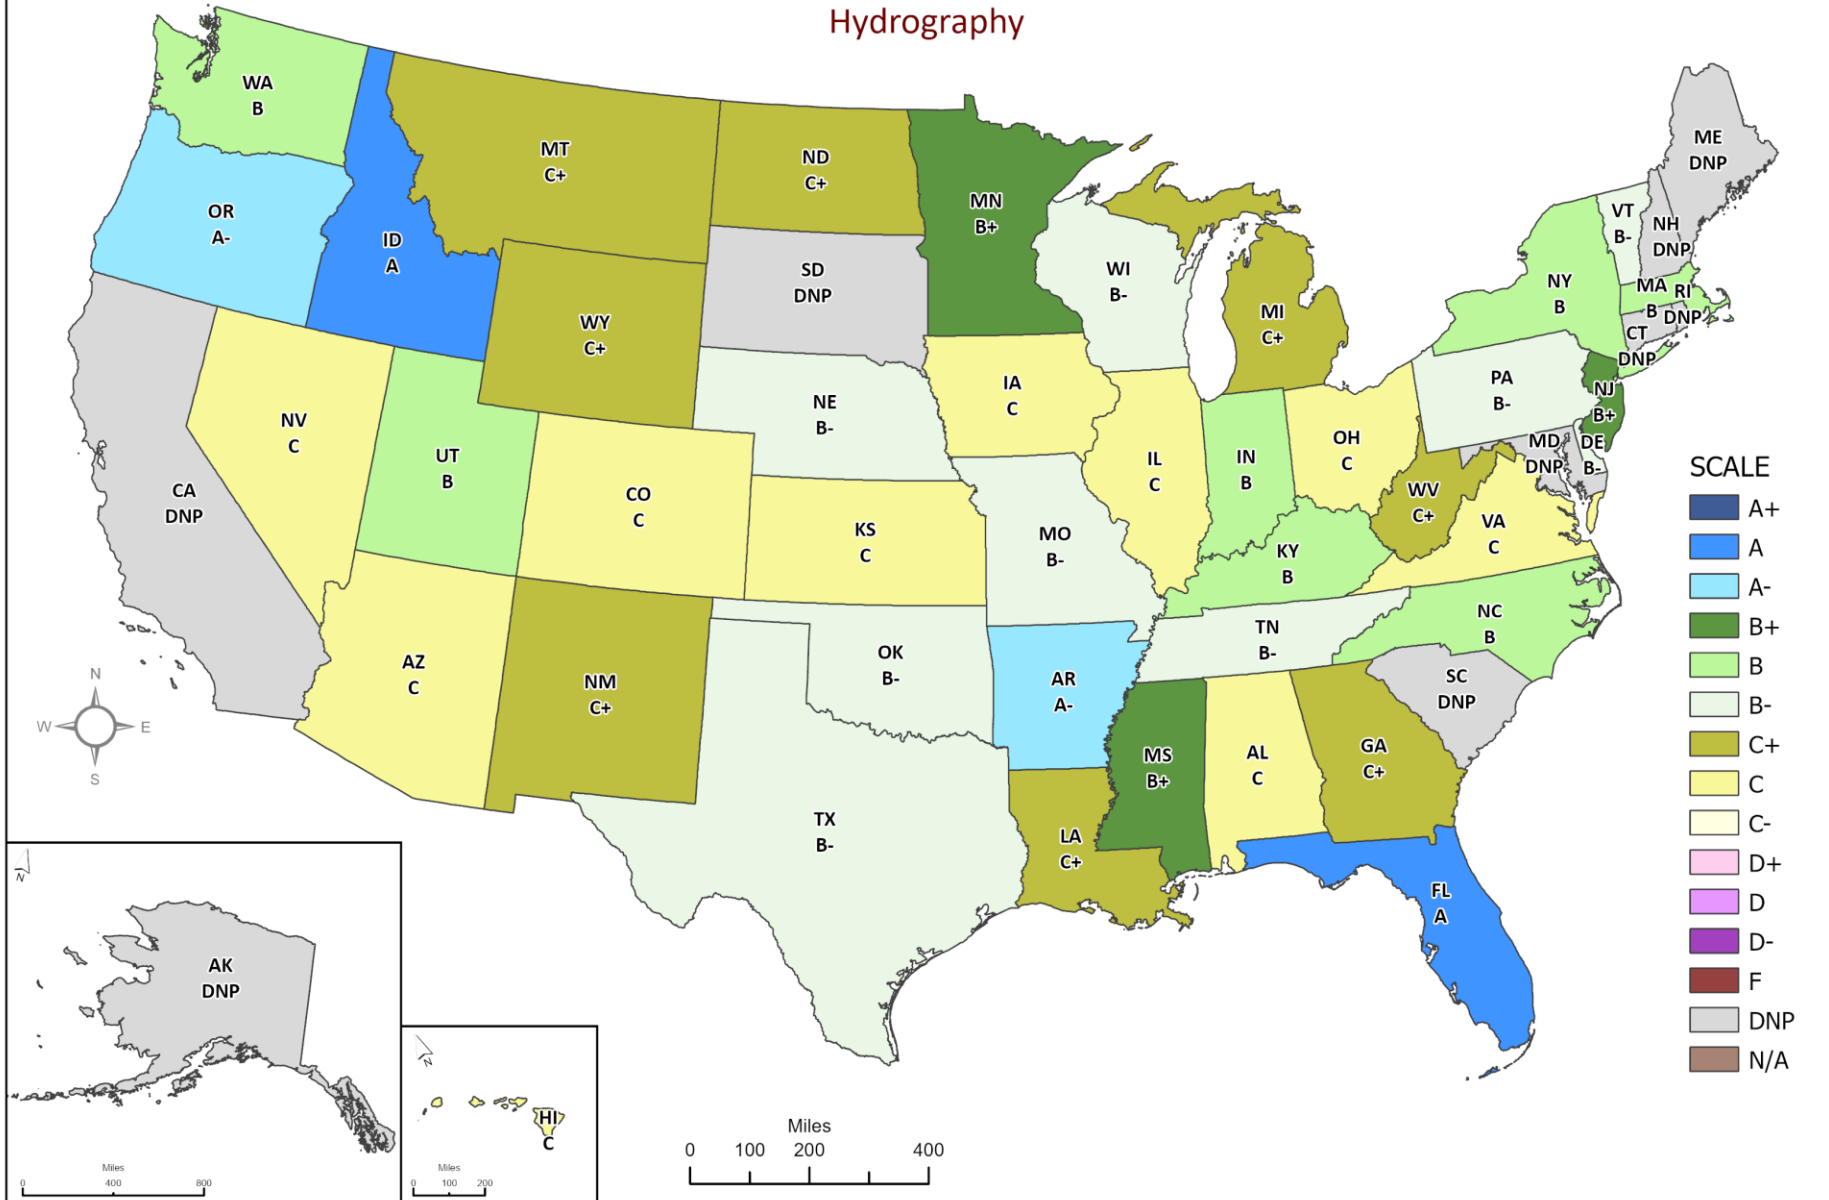 Hydrography
WA
B
OR
A-
ID
A
MT
C+
ND
C+
MN
B+
SD
DNP
WY
C+
WI
B-
MI
C+
NY
B
VT
B-
NH
DNP
ME
DNP
MA
B
RI
DNP
CT
DNP
PA
B-
NJ
B+
MD
DNP
DE
B-
CA
DNP
NV
C
UT
B
CO
C
NE
B-
KS
C
IA
C
MO
B-
IL
C
IN
B
OH
C
WV
C+
VA
C
KY
B
TN
B-
NC
B
SC
DNP
AZ
C
NM
C+
OK
B-
TX
B-
AR
A-
LA
C+
MS
B+
AL
C
GA
C+
FL
A
AK
DNP
HI
C
N
W
E
S
N
N
SCALE
A+
A
A-
B+
B
B-
C+
C
C-
D+
D
D-
F
DNP
N/A
Miles
0 100 200 400
Miles
0 400 800
Miles
0 100 200